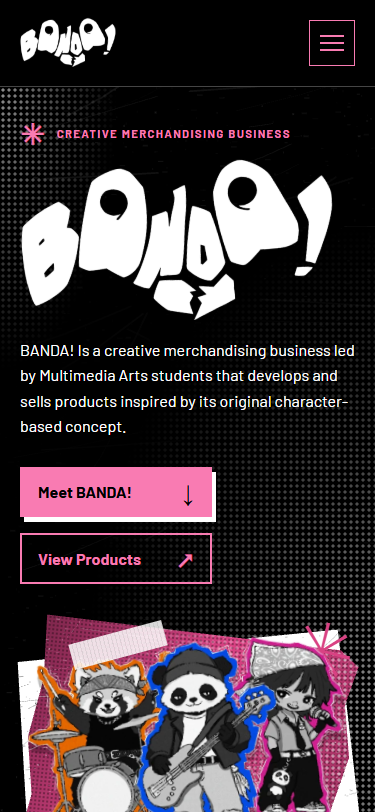 BANDA!
CREATIVE MERCHANDISING BUSINESS
BANDA!
BANDA! Is a creative merchandising business led
by Multimedia Arts students that develops and
sells products inspired by its original character-
based concept.
Meet BANDA! ↓
View Products ↗